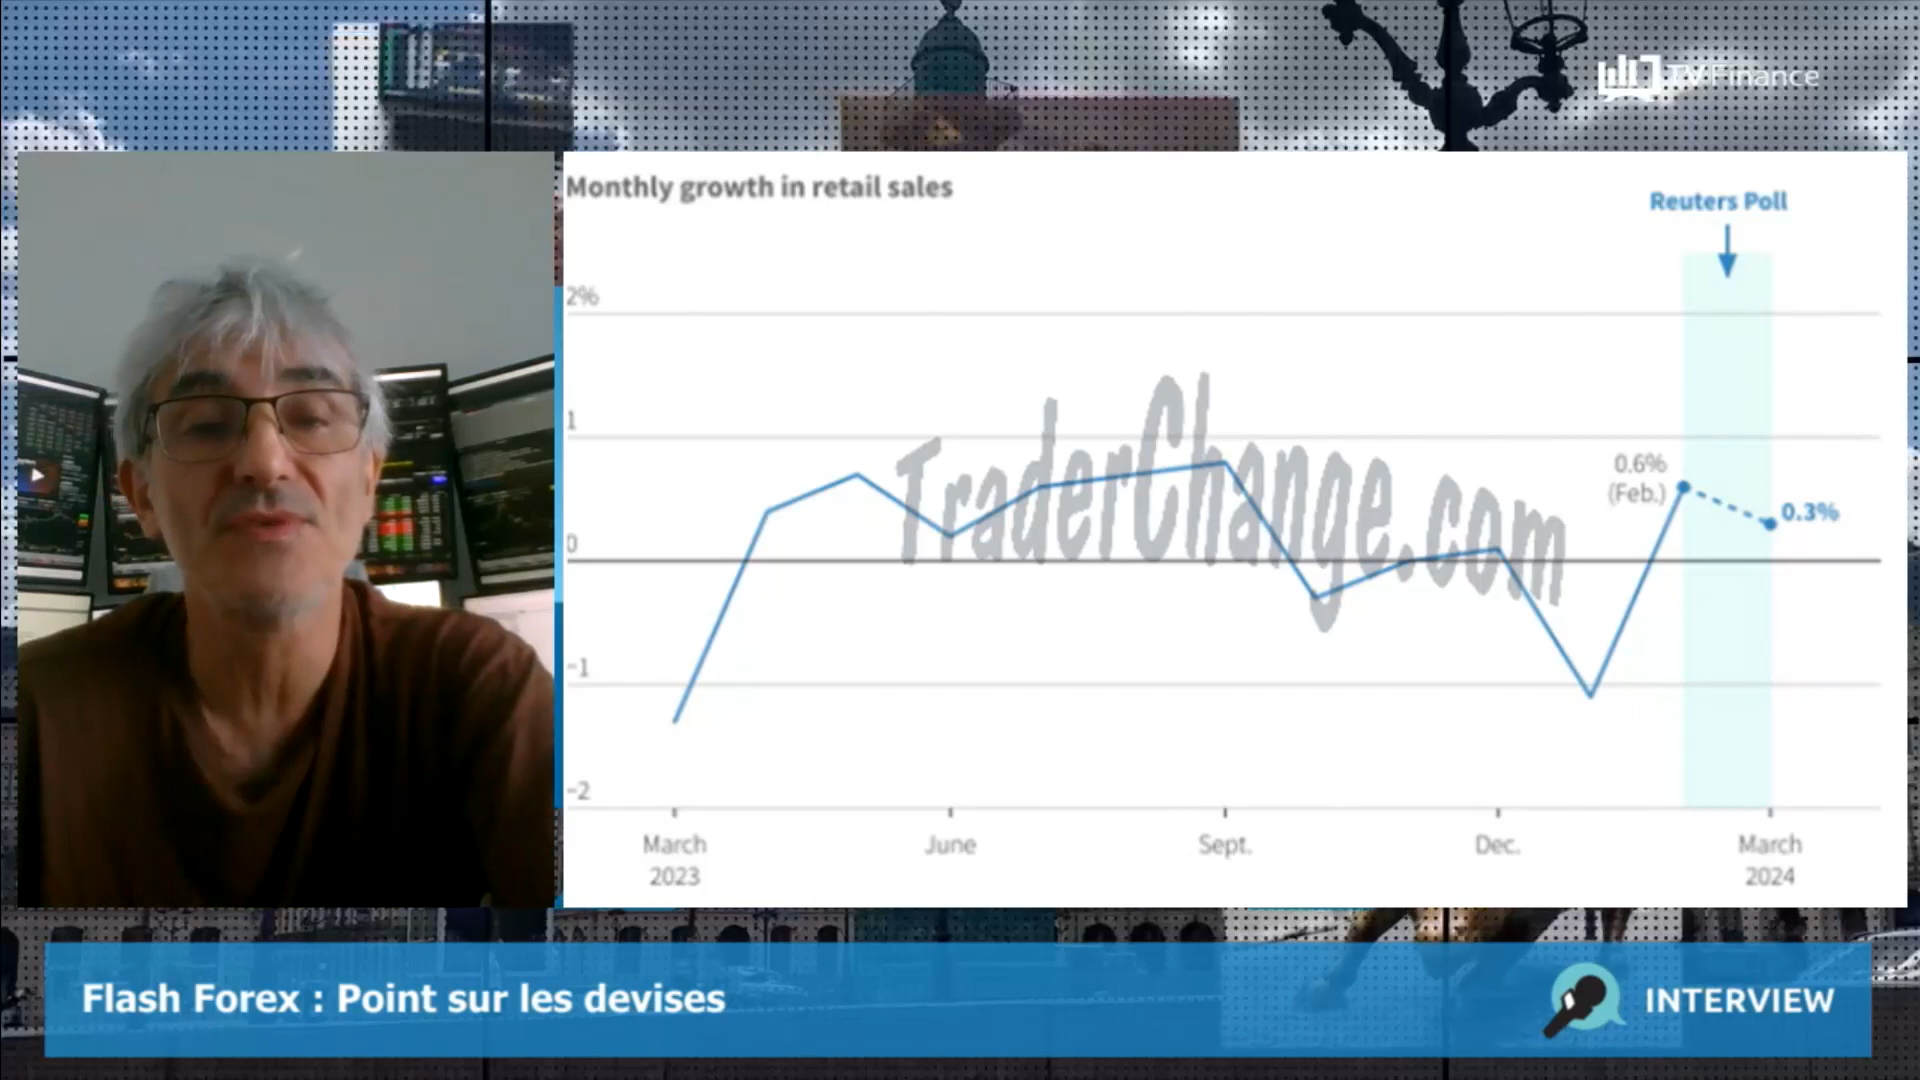 TV Finance
Monthly growth in retail sales
Reuters Poll
2%
1
0
-1
-2
TraderChange.com
0.6%
(Feb.)
0.3%
March
2023
June
Sept.
Dec.
March
2024
Flash Forex : Point sur les devises
INTERVIEW